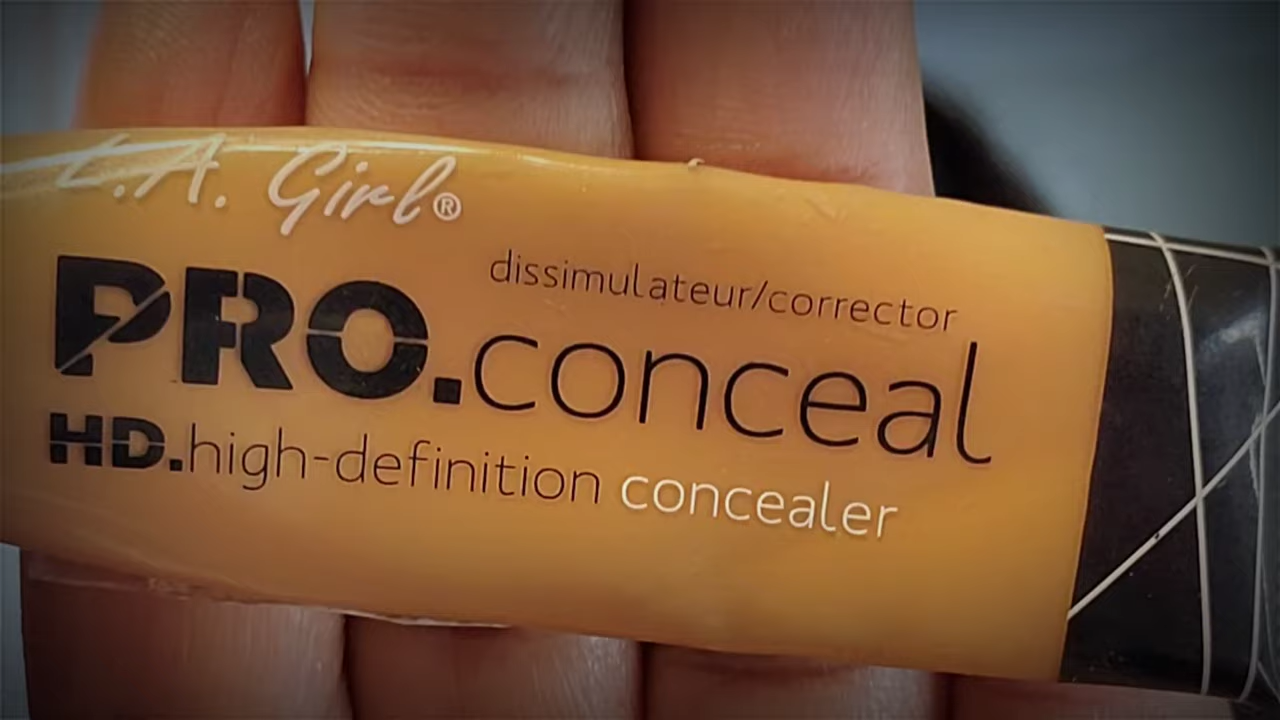 L.A. Girl®
dissimulateur/corrector
PRO.conceal
HD.high-definition concealer